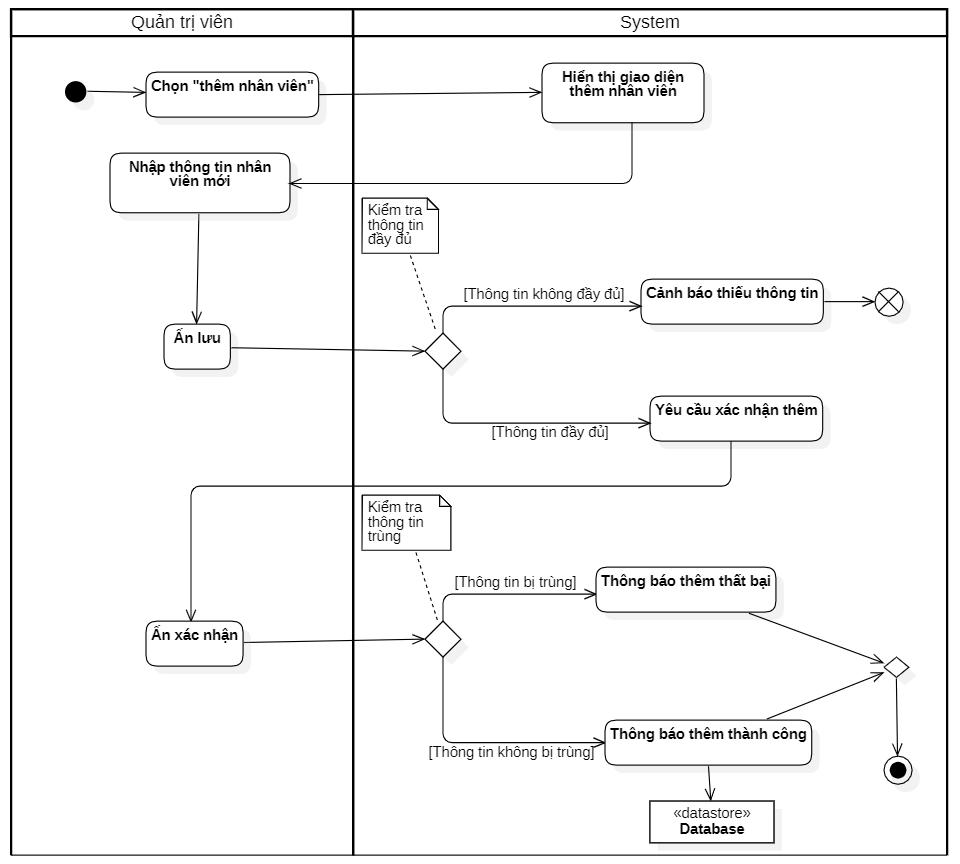 Quản trị viên
System
Chọn "thêm nhân viên"
Hiển thị giao diện
thêm nhân viên
Nhập thông tin nhân
viên mới
Kiểm tra
thông tin
đầy đủ
[Thông tin không đầy đủ]
Cảnh báo thiếu thông tin
Ấn lưu
[Thông tin đầy đủ]
Yêu cầu xác nhận thêm
Kiểm tra
thông tin
trùng
[Thông tin bị trùng]
Thông báo thêm thất bại
Ấn xác nhận
[Thông tin không bị trùng]
Thông báo thêm thành công
«datastore»
Database